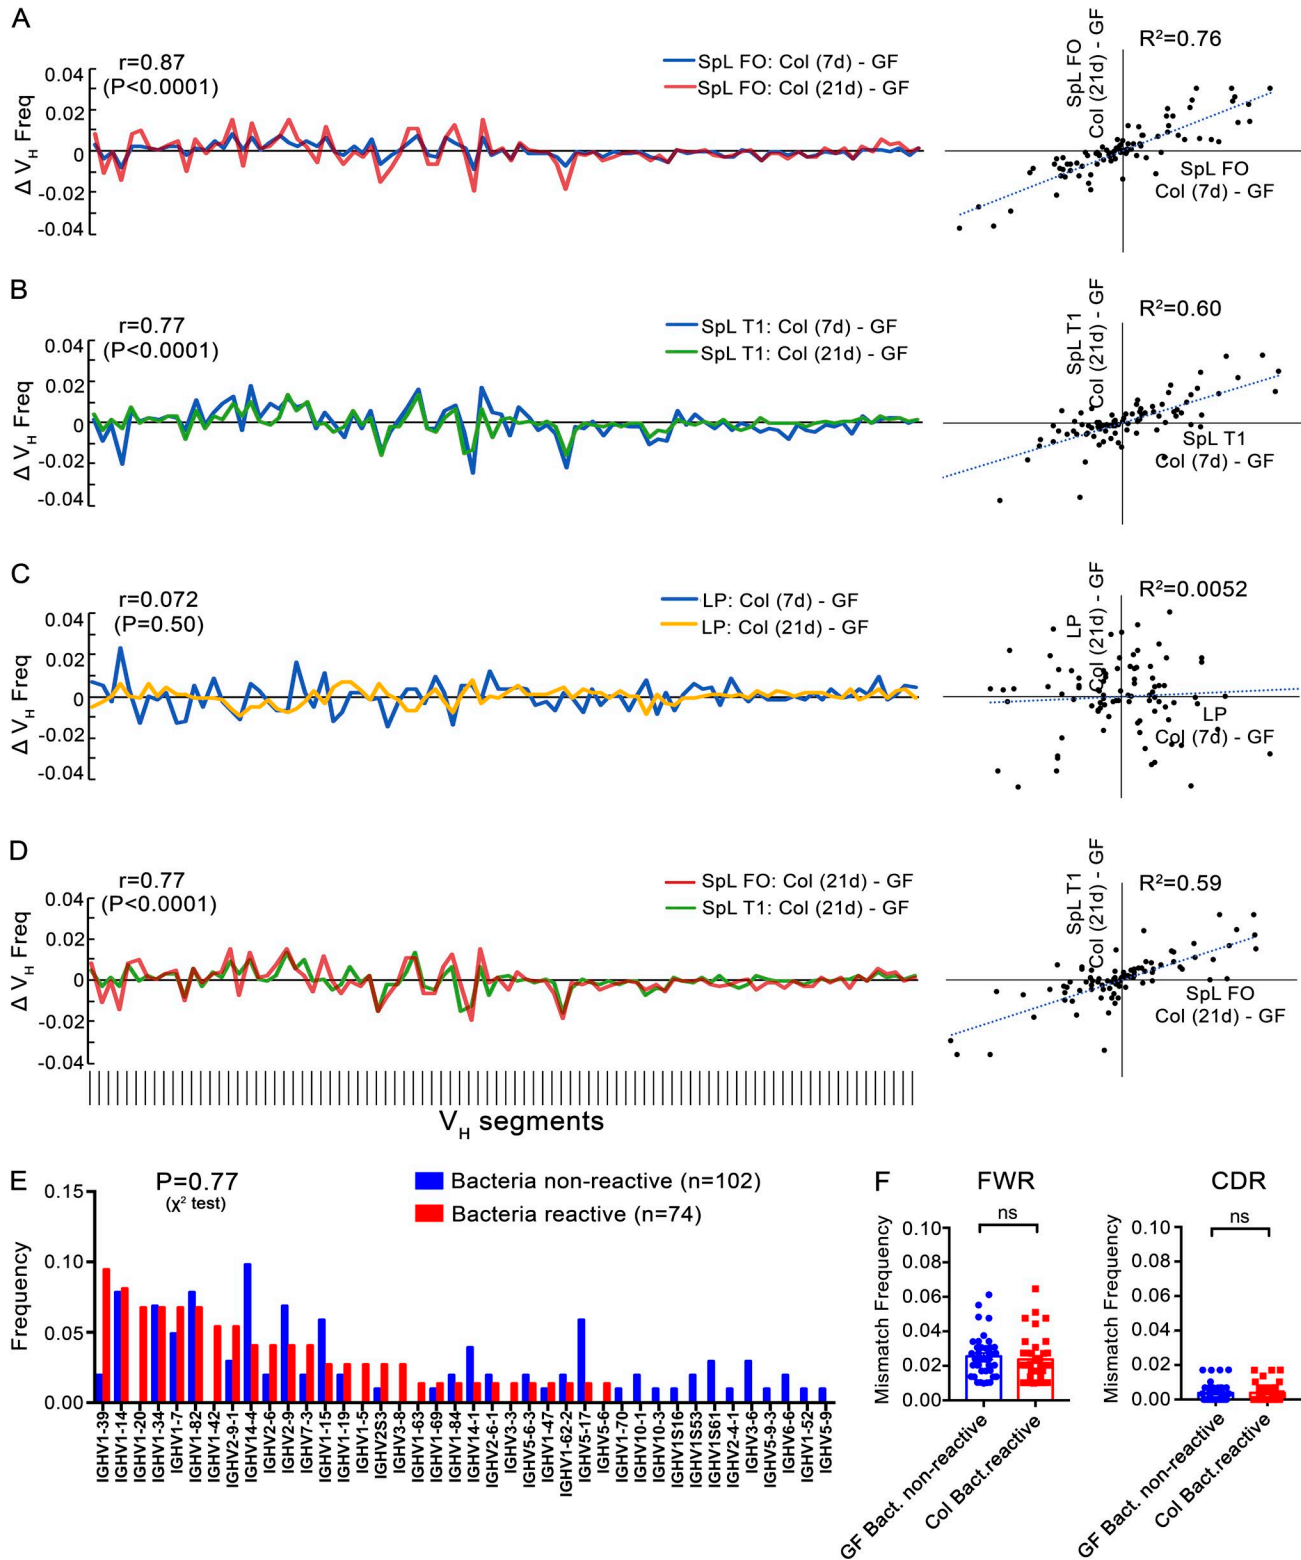 A
r=0.87
(P<0.0001)
SpL FO: Col (7d) - GF
SpL FO: Col (21d) - GF
Δ VH Freq
0.04
0.02
0
-0.02
-0.04
SpL FO
Col (21d) - GF
R²=0.76
SpL FO
Col (7d) - GF
B
r=0.77
(P<0.0001)
SpL T1: Col (7d) - GF
SpL T1: Col (21d) - GF
Δ VH Freq
0.04
0.02
0
-0.02
-0.04
SpL T1
Col (21d) - GF
R²=0.60
SpL T1
Col (7d) - GF
C
r=0.072
(P=0.50)
LP: Col (7d) - GF
LP: Col (21d) - GF
Δ VH Freq
0.04
0.02
0
-0.02
-0.04
LP
Col (21d) - GF
R²=0.0052
LP
Col (7d) - GF
D
r=0.77
(P<0.0001)
SpL FO: Col (21d) - GF
SpL T1: Col (21d) - GF
Δ VH Freq
0.04
0.02
0
-0.02
-0.04
SpL T1
Col (21d) - GF
R²=0.59
SpL FO
Col (21d) - GF
VH segments
E
P=0.77
(χ² test)
Bacteria non-reactive (n=102)
Bacteria reactive (n=74)
Frequency
0.15
0.10
0.05
0.00
IGHV1-39
IGHV1-14
IGHV1-20
IGHV1-34
IGHV1-7
IGHV1-82
IGHV1-42
IGHV2-9-1
IGHV14-4
IGHV2-6
IGHV2-9
IGHV7-3
IGHV1-15
IGHV1-19
IGHV1-5
IGHV2S3
IGHV3-8
IGHV1-63
IGHV1-69
IGHV1-84
IGHV14-1
IGHV2-6-1
IGHV3-3
IGHV5-6-3
IGHV1-47
IGHV1-62-2
IGHV5-17
IGHV5-6
IGHV1-70
IGHV10-1
IGHV10-3
IGHV1S16
IGHV1S53
IGHV1S61
IGHV2-4-1
IGHV3-6
IGHV5-9-3
IGHV6-6
IGHV1-52
IGHV5-9
F
FWR
ns
Mismatch Frequency
0.10
0.08
0.06
0.04
0.02
0.00
GF Bact. non-reactive
Col Bact.reactive
CDR
ns
Mismatch Frequency
0.10
0.08
0.06
0.04
0.02
0.00
GF Bact. non-reactive
Col Bact.reactive